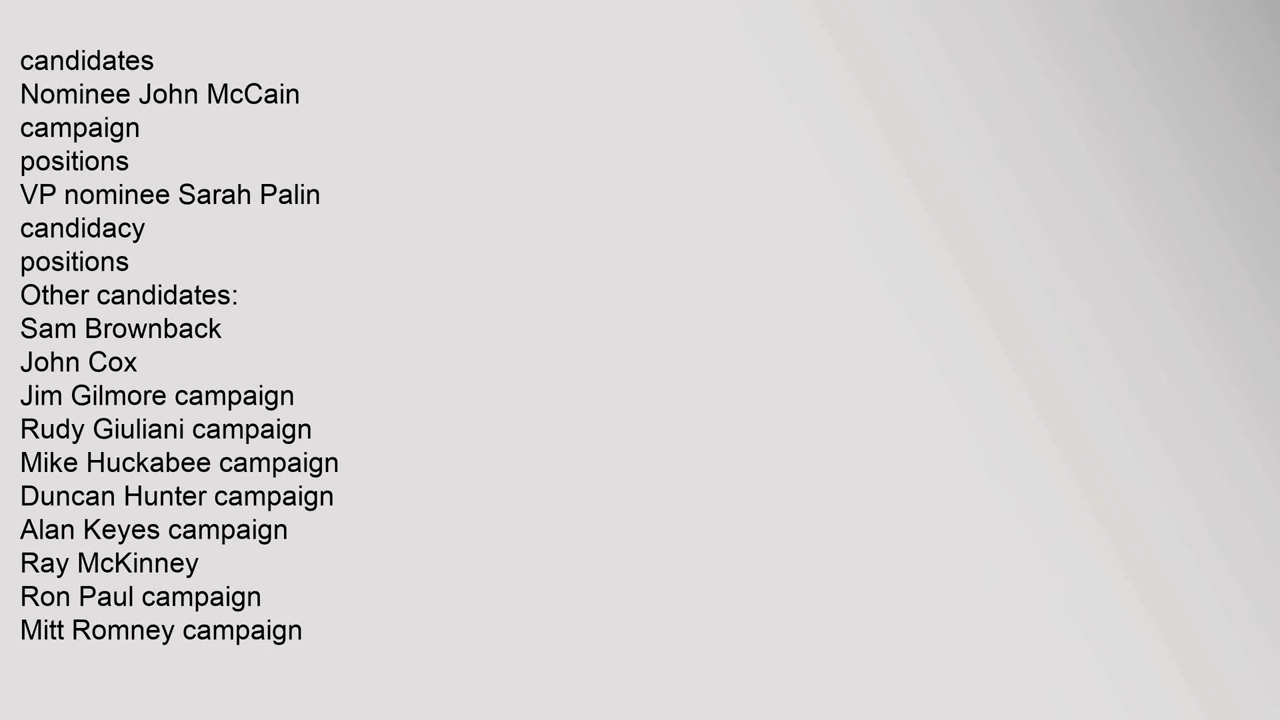 candidates
Nominee John McCain
campaign
positions
VP nominee Sarah Palin
candidacy
positions
Other candidates:
Sam Brownback
John Cox
Jim Gilmore campaign
Rudy Giuliani campaign
Mike Huckabee campaign
Duncan Hunter campaign
Alan Keyes campaign
Ray McKinney
Ron Paul campaign
Mitt Romney campaign